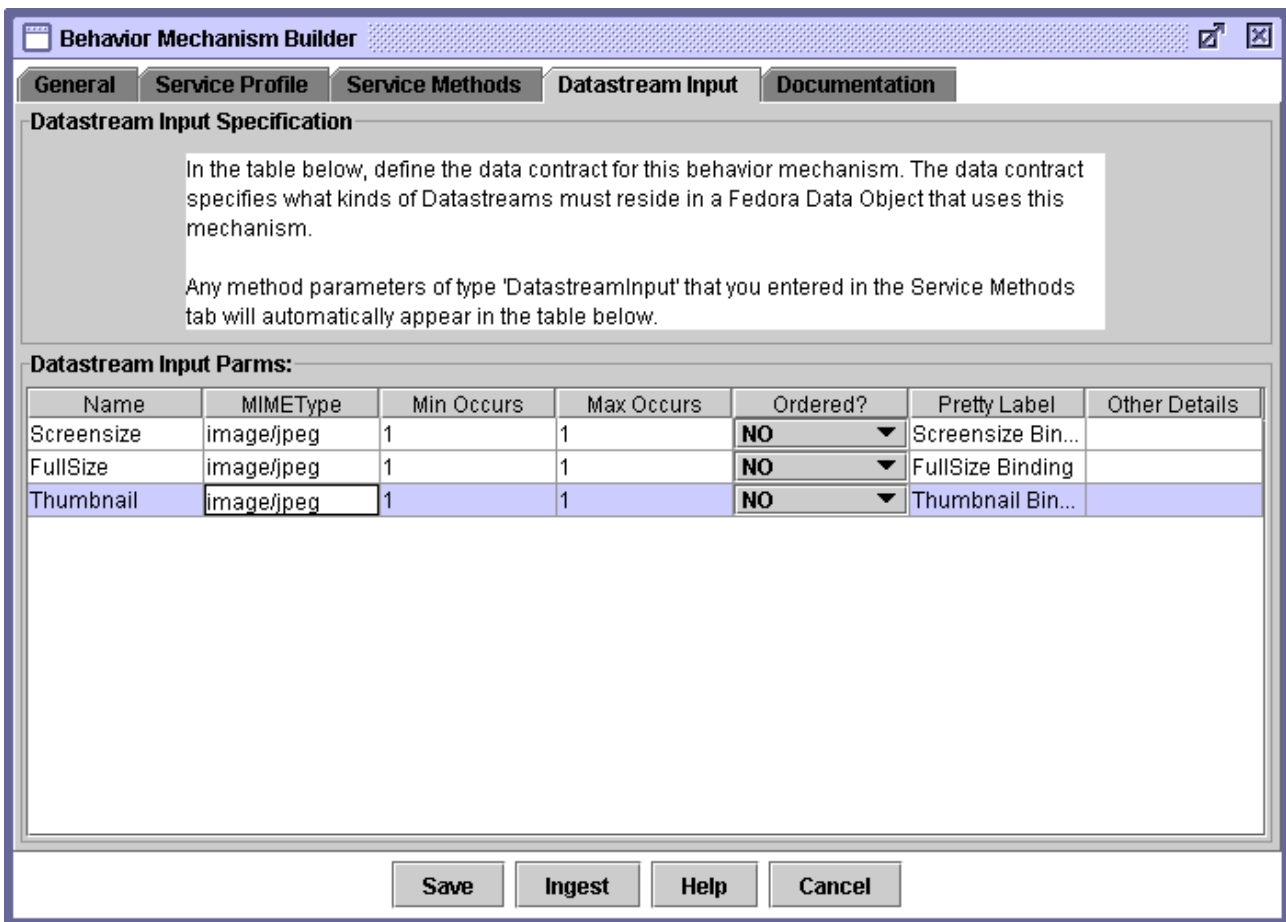 Behavior Mechanism Builder
General Service Profile Service Methods Datastream Input Documentation
Datastream Input Specification
In the table below, define the data contract for this behavior mechanism. The data contract
specifies what kinds of Datastreams must reside in a Fedora Data Object that uses this
mechanism.
Any method parameters of type 'DatastreamInput' that you entered in the Service Methods
tab will automatically appear in the table below.
Datastream Input Parms:
Name MIMEType Min Occurs Max Occurs Ordered? Pretty Label Other Details
Screensize image/jpeg 1 1 NO Screensize Bin...
FullSize image/jpeg 1 1 NO FullSize Binding
Thumbnail image/jpeg 1 1 NO Thumbnail Bin...
Save Ingest Help Cancel